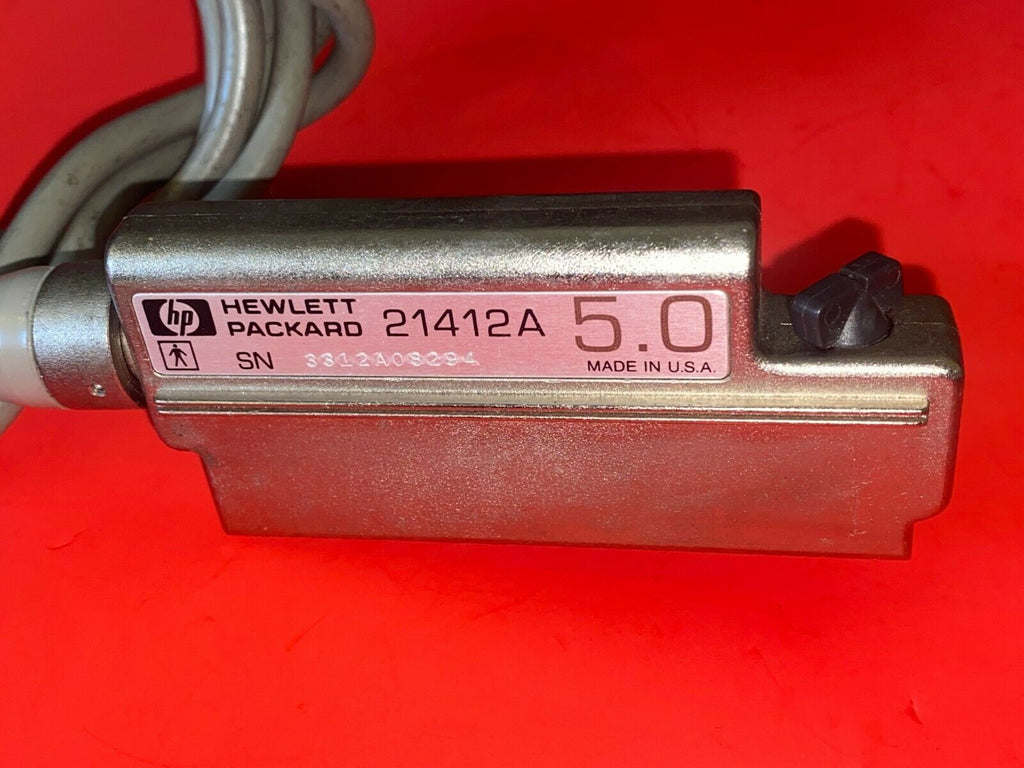 hp HEWLETT PACKARD 21412A 5.0
SN 3312A08294 MADE IN U.S.A.